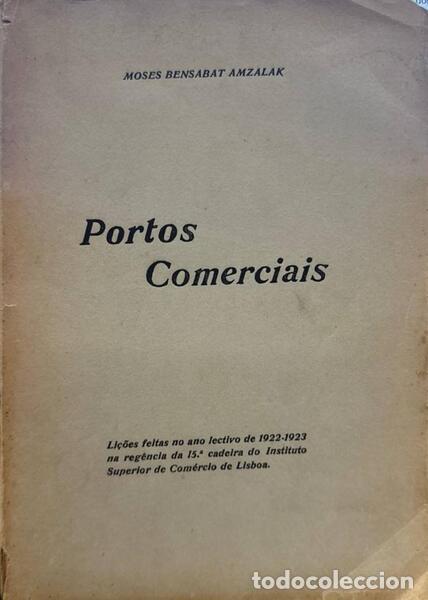 MOSES BENSABAT AMZALAK
Portos
Comerciais
Lições feitas no ano lectivo de 1922-1923
na regência da 15.ª cadeira do Instituto
Superior de Comércio de Lisboa.
todocoleccion